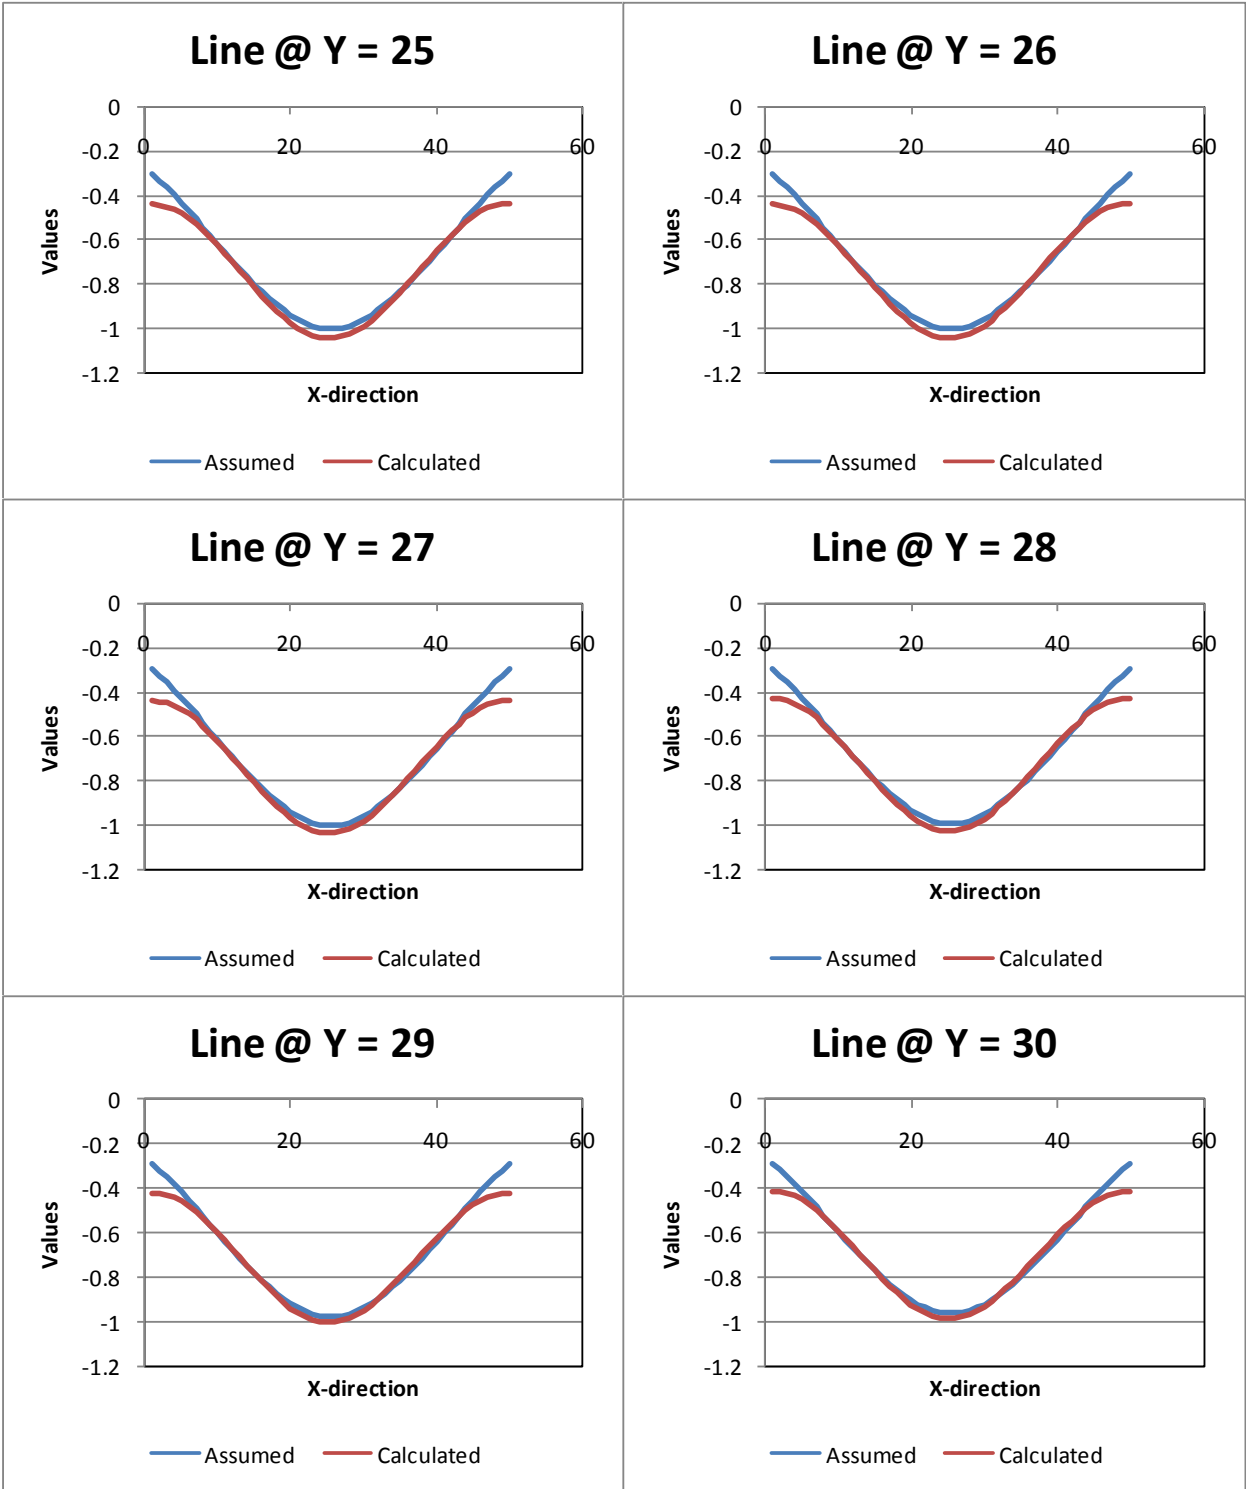 Line @ Y = 25
0
-0.2
-0.4
-0.6
-0.8
-1
-1.2
0 20 40 60
Values
X-direction
Assumed Calculated
Line @ Y = 26
0
-0.2
-0.4
-0.6
-0.8
-1
-1.2
0 20 40 60
Values
X-direction
Assumed Calculated
Line @ Y = 27
0
-0.2
-0.4
-0.6
-0.8
-1
-1.2
0 20 40 60
Values
X-direction
Assumed Calculated
Line @ Y = 28
0
-0.2
-0.4
-0.6
-0.8
-1
-1.2
0 20 40 60
Values
X-direction
Assumed Calculated
Line @ Y = 29
0
-0.2
-0.4
-0.6
-0.8
-1
-1.2
0 20 40 60
Values
X-direction
Assumed Calculated
Line @ Y = 30
0
-0.2
-0.4
-0.6
-0.8
-1
-1.2
0 20 40 60
Values
X-direction
Assumed Calculated